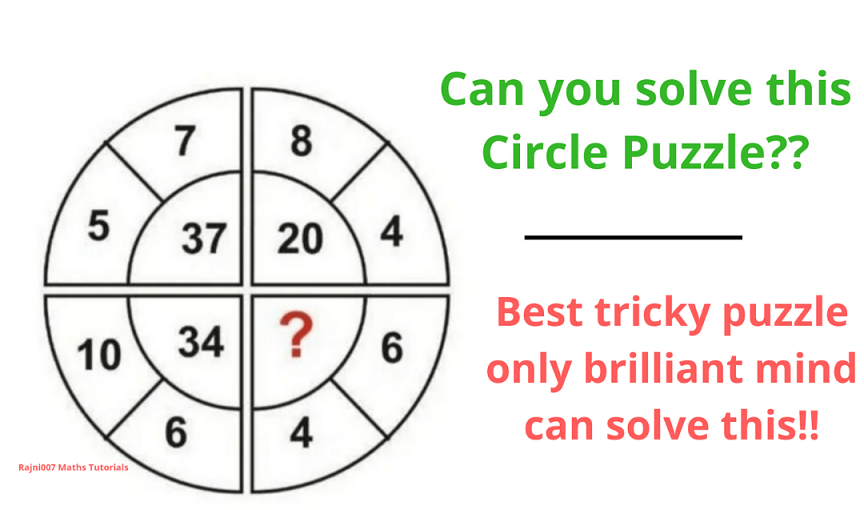 Can you solve this
Circle Puzzle??
7
8
5
37
20
4
10
34
?
6
6
4
Best tricky puzzle
only brilliant mind
can solve this!!
Rajni007 Maths Tutorials